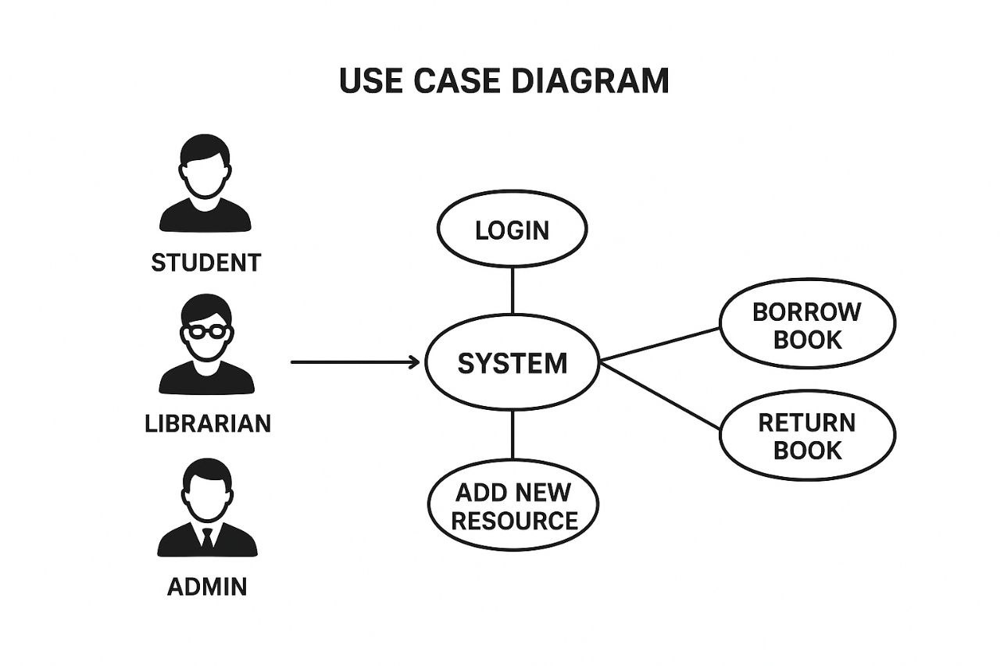 USE CASE DIAGRAM
STUDENT
LIBRARIAN
ADMIN
LOGIN
SYSTEM
ADD NEW
RESOURCE
BORROW
BOOK
RETURN
BOOK